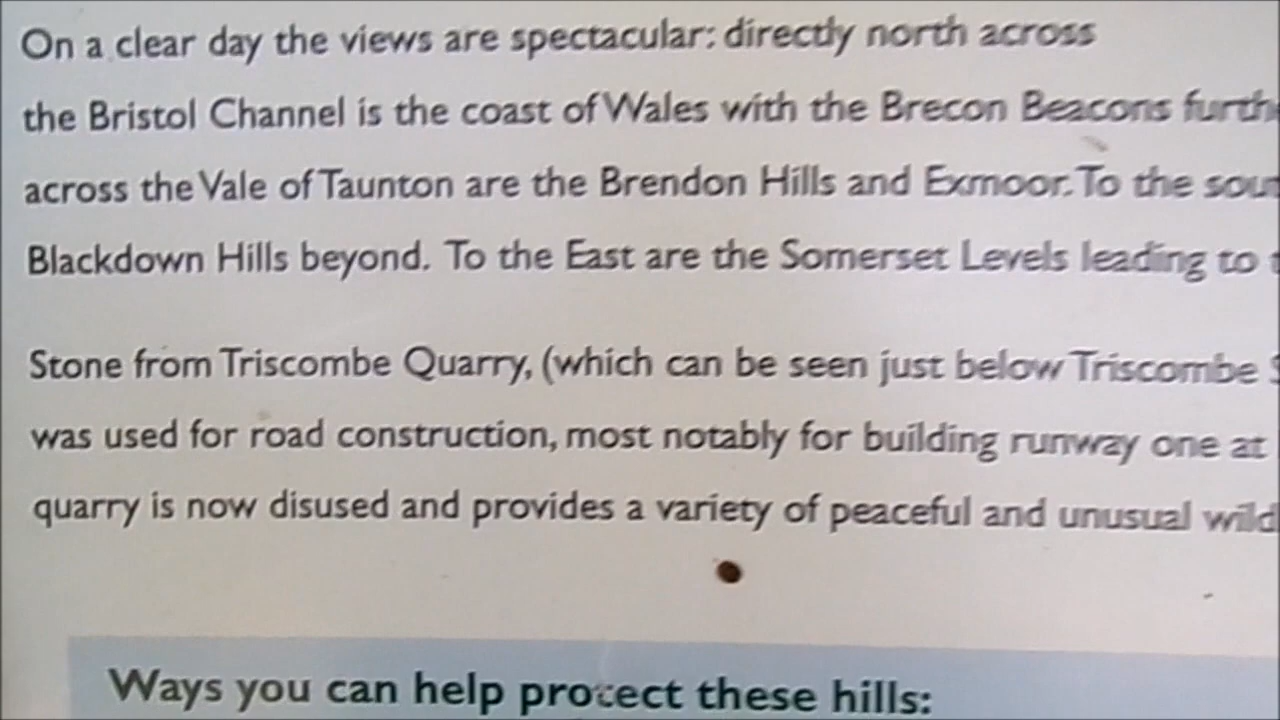 On a clear day the views are spectacular: directly north across
the Bristol Channel is the coast of Wales with the Brecon Beacons
across the Vale of Taunton are the Brendon Hills and Exmoor. To the
Blackdown Hills beyond. To the East are the Somerset Levels leading to
Stone from Triscombe Quarry, (which can be seen just below Triscombe
was used for road construction, most notably for building runway one at
quarry is now disused and provides a variety of peaceful and unusual
Ways you can help protect these hills: